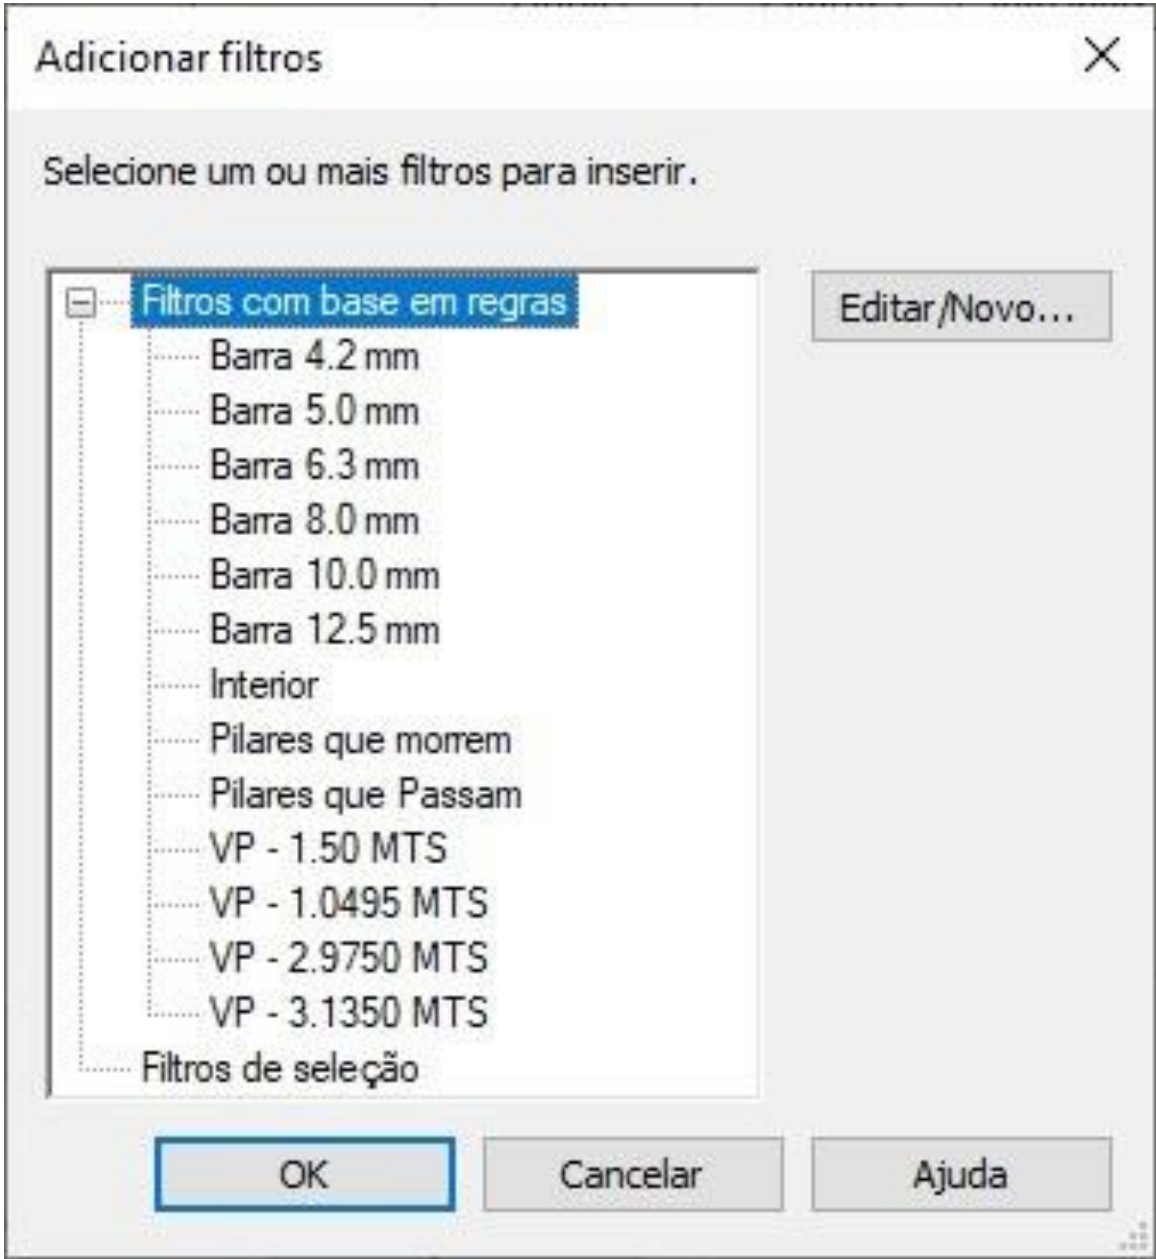 Adicionar filtros
Selecione um ou mais filtros para inserir.
Filtros com base em regras
Editar/Novo...
Barra 4.2 mm
Barra 5.0 mm
Barra 6.3 mm
Barra 8.0 mm
Barra 10.0 mm
Barra 12.5 mm
Interior
Pilares que morrem
Pilares que Passam
VP - 1.50 MTS
VP - 1.0495 MTS
VP - 2.9750 MTS
VP - 3.1350 MTS
Filtros de seleção
OK
Cancelar
Ajuda